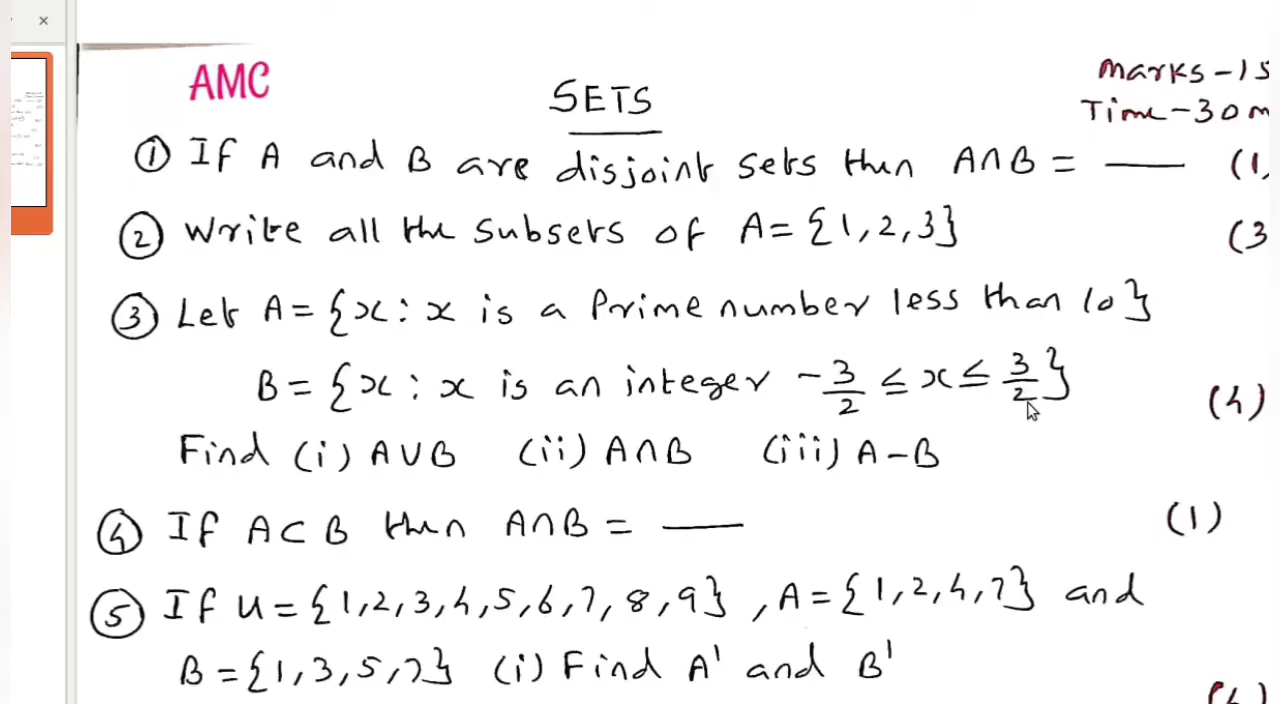 AMC
SETS
Marks-15
Time-30m
① If A and B are disjoint sets then A∩B = ___ (1)
② Write all the subsets of A={1,2,3} (3
③ Let A={x:x is a Prime number less than 10}
B={x:x is an integer -3/2 ≤ x ≤ 3/2} (4)
Find (i) A∪B (ii) A∩B (iii) A-B
④ If A⊂B then A∩B = ___ (1)
⑤ If U={1,2,3,4,5,6,7,8,9}, A={1,2,4,7} and
B={1,3,5,7} (i) Find A' and B'